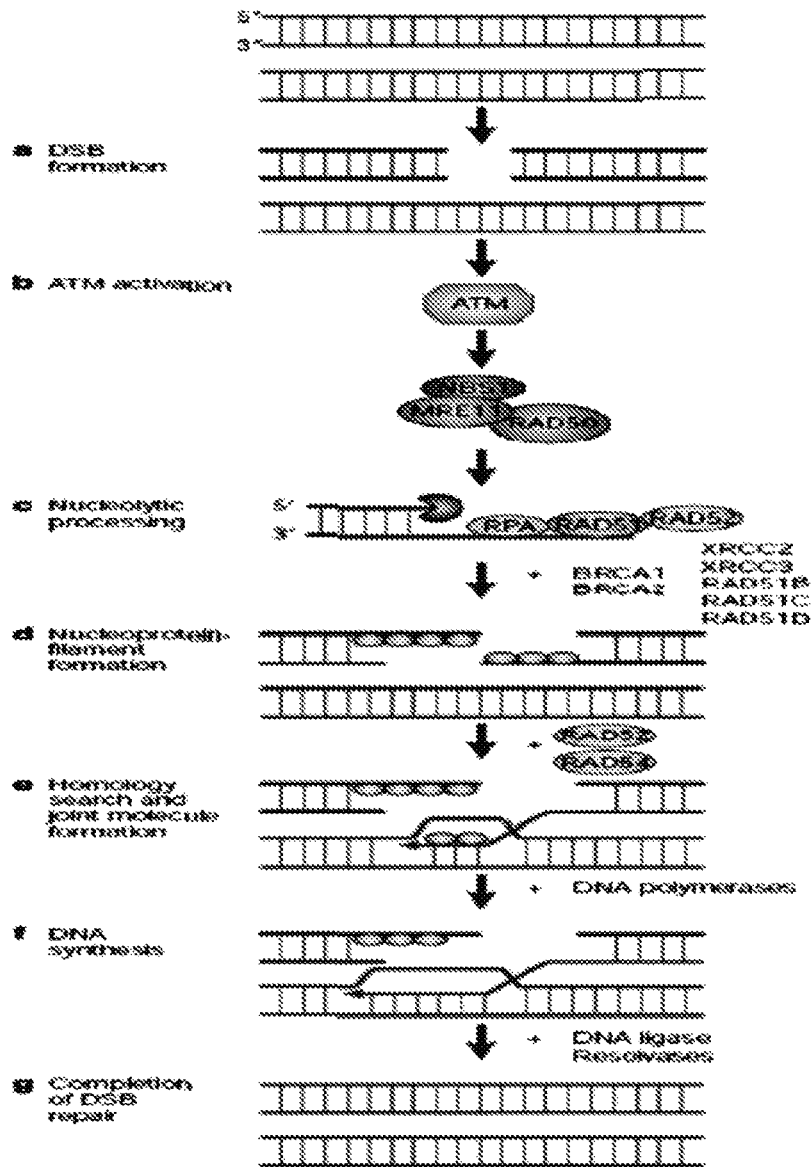 5'
3'
a DSB
formation
b ATM activation
ATM
NBS1
MRE11
RAD50
c Nucleolytic
processing
5'
3'
RPA
RAD51
RAD52
+ BRCA1
BRCA2
XRCC2
XRCC3
RAD51B
RAD51C
RAD51D
d Nucleoprotein-
filament
formation
+
RAD54
e Homology
search and
joint molecule
formation
+ DNA polymerases
f DNA
synthesis
+ DNA ligase
Resolvases
g Completion
of DSB
repair